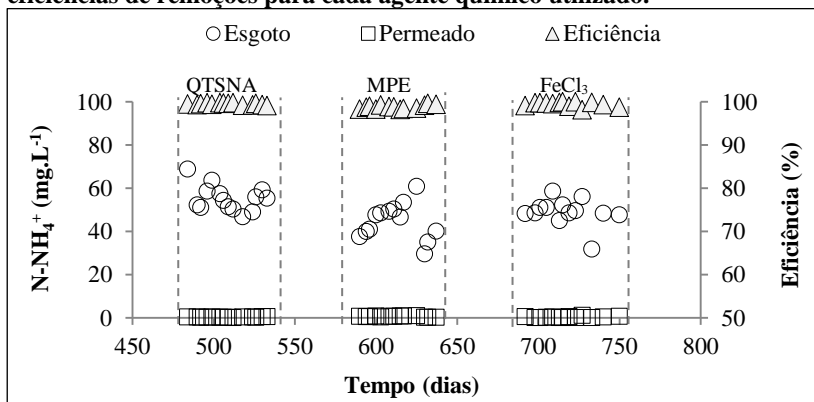 eficiências de remoções para cada agente químico utilizado.
Esgoto Permeado Eficiência
QTSNA MPE FeCl₃
100 100
80 90
60 80
40 70
20 60
0 50
450 500 550 600 650 700 750 800
N-NH₄⁺ (mg.L⁻¹)
Eficiência (%)
Tempo (dias)